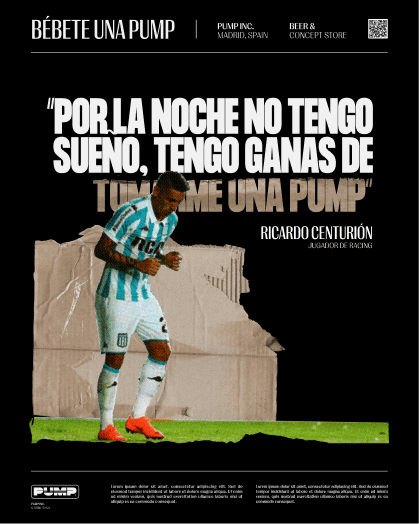 BÉBETE UNA PUMP
PUMP INC.
MADRID, SPAIN
BEER &
CONCEPT STORE
"POR LA NOCHE NO TENGO
SUEÑO, TENGO GANAS DE
UNA PUMP"
RICARDO CENTURIÓN
JUGADOR DE RACING
PUMP
lorem ipsum dolor sit amet, consectetur adipiscing elit, sed do
eiusmod tempor incididunt ut labore et dolore magna aliqua. Ut enim
ad minim veniam, quis nostrud exercitation ullamco laboris nisi ut
aliquip ex ea commodo consequat.
lorem ipsum dolor sit amet, consectetur adipiscing elit, sed do
eiusmod tempor incididunt ut labore et dolore magna aliqua. Ut enim
ad minim veniam, quis nostrud exercitation ullamco laboris nisi ut
aliquip ex ea commodo consequat.